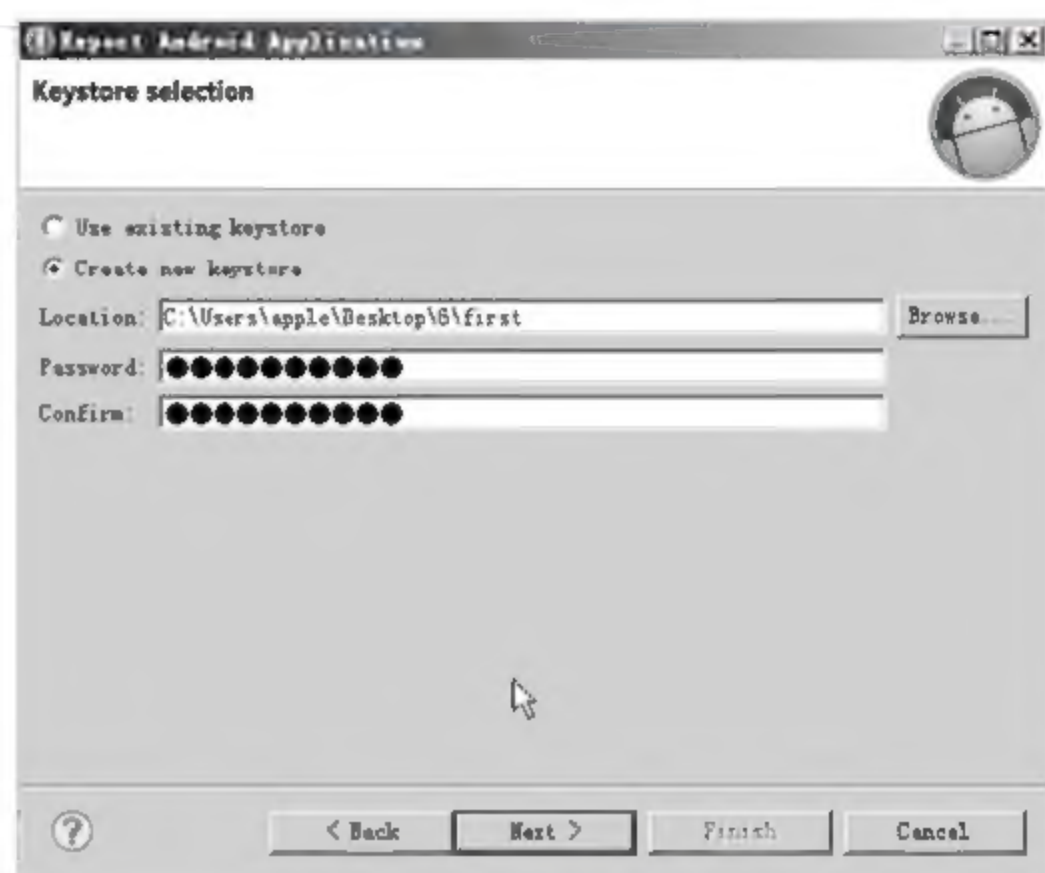 Export Android Application
Keystore selection
Use existing keystore
Create new keystore
Location: C:\Users\apple\Desktop\6\first Browse...
Password: ●●●●●●●●●●
Confirm: ●●●●●●●●●●
?
< Back Next > Finish Cancel